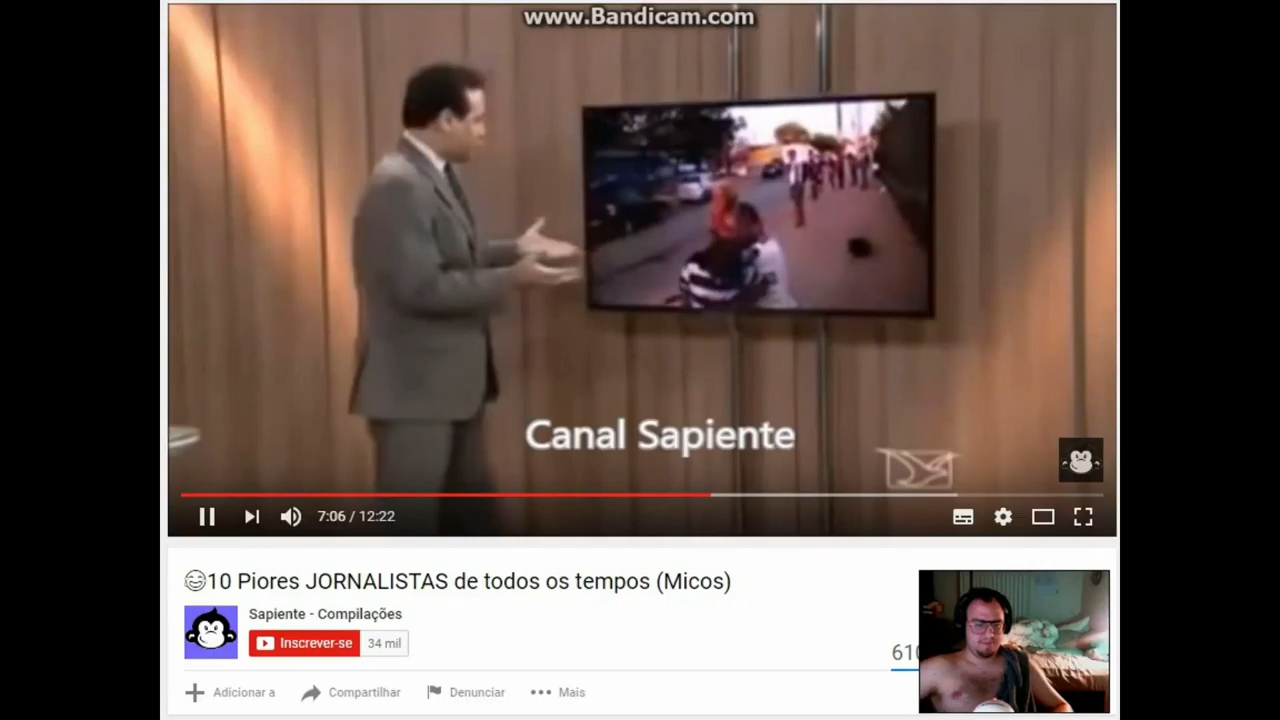 www.Bandicam.com
Canal Sapiente
7:06 / 12:22
😊10 Piores JORNALISTAS de todos os tempos (Micos)
Sapiente - Compilações
Inscrever-se 34 mil
610
Adicionar a Compartilhar Denunciar Mais